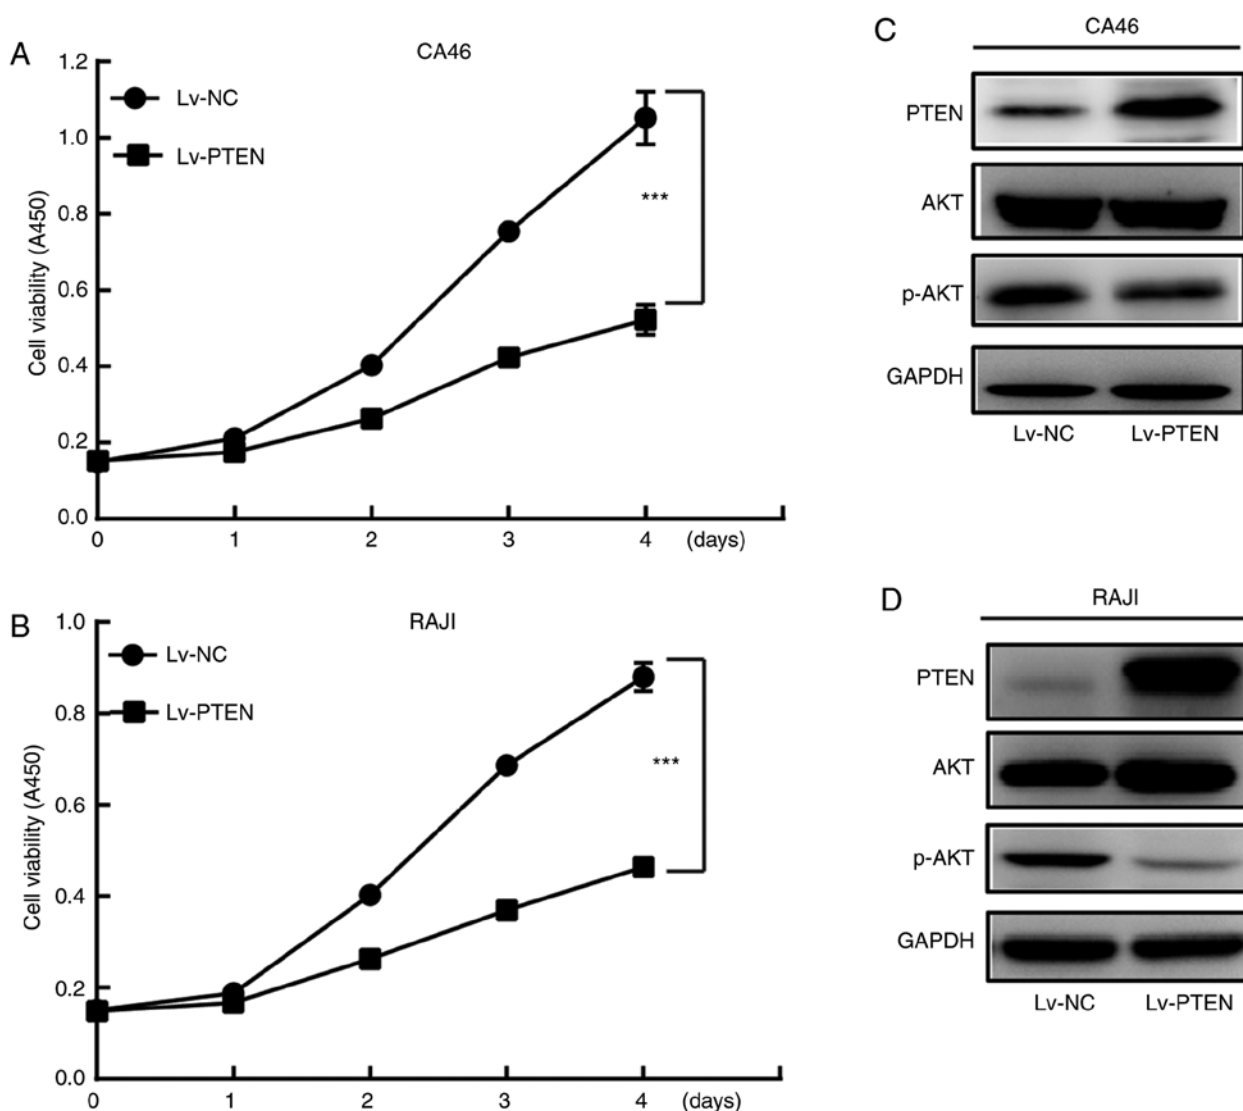 A
CA46
1.2
Lv-NC
1.0
Lv-PTEN
0.8
***
0.6
0.4
0.2
0.0
Cell viability (A450)
0 1 2 3 4 (days)
B
RAJI
1.0
Lv-NC
0.8
Lv-PTEN
***
0.6
0.4
0.2
0.0
Cell viability (A450)
0 1 2 3 4 (days)
C
CA46
PTEN
AKT
p-AKT
GAPDH
Lv-NC Lv-PTEN
D
RAJI
PTEN
AKT
p-AKT
GAPDH
Lv-NC Lv-PTEN